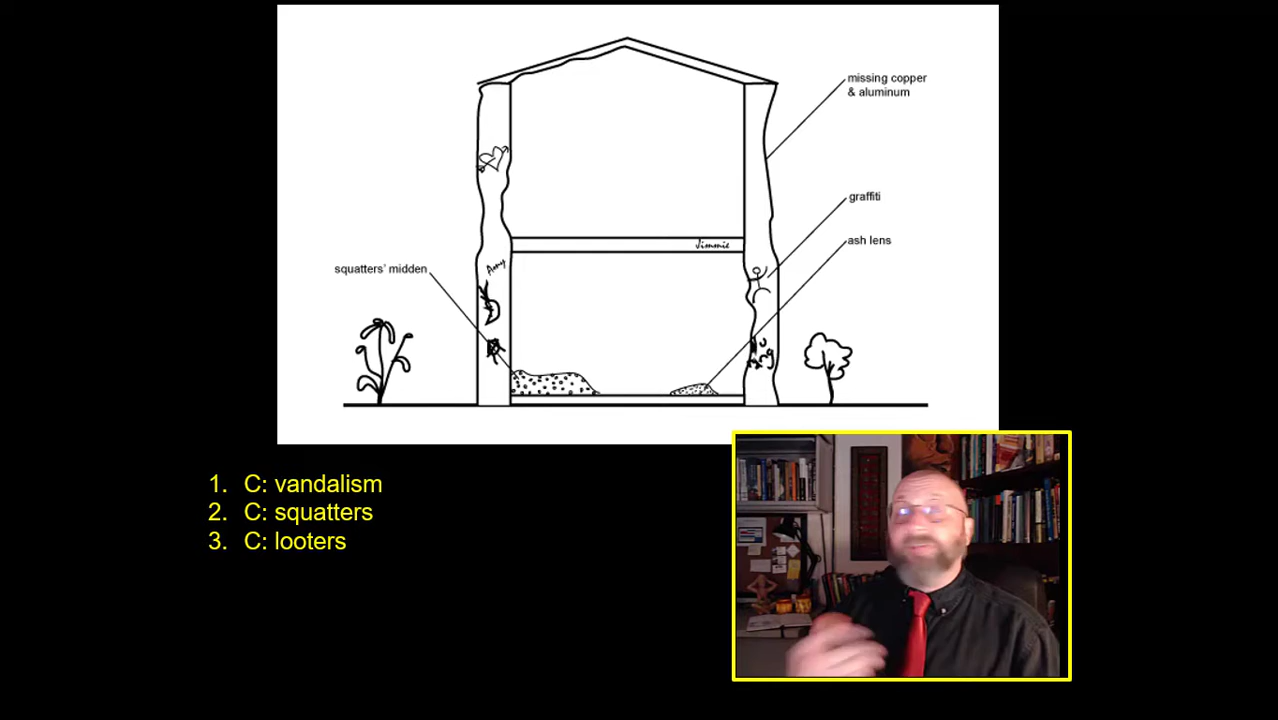 missing copper
& aluminum
graffiti
Jimmie
ash lens
squatters' midden
Amy
1. C: vandalism
2. C: squatters
3. C: looters